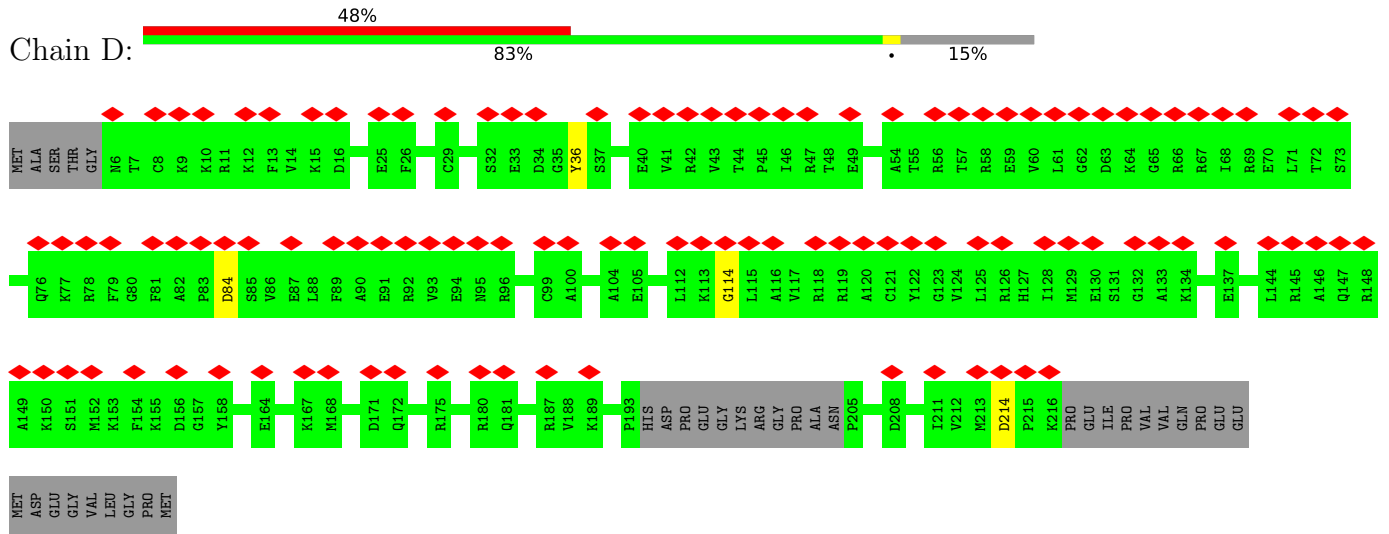 48%
Chain D:
83%
•
15%
MET ALA SER THR GLY N6 T7 C8 K9 K10 R11 K12 F13 V14 K15 D16 E25 F26 C29 S32 E33 D34 G35 Y36 S37 E40 V41 R42 V43 T44 P45 I46 R47 T48 E49 A54 T55 R56 T57 R58 E59 V60 L61 G62 D63 K64 G65 R66 R67 I68 R69 E70 L71 T72 S73
Q76 K77 R78 F79 G80 F81 A82 P83 D84 S85 V86 E87 L88 F89 A90 E91 R92 V93 E94 N95 R96 C99 A100 A104 E105 L112 K113 G114 L115 A116 V117 R118 R119 A120 C121 Y122 G123 V124 L125 R126 H127 I128 M129 E130 S131 G132 A133 K134 E137 L144 R145 A146 Q147 R148
A149 K150 S151 M152 K153 F154 K155 D156 G157 Y158 E164 K167 M168 D171 Q172 R175 R180 Q181 R187 V188 K189 P193 HIS ASP PRO GLU GLY LYS ARG GLY PRO ALA ASN P205 D208 I211 V212 M213 D214 P215 K216 PRO GLU ILE PRO VAL VAL GLN PRO GLU GLU
MET ASP GLU GLY VAL LEU GLY PRO MET